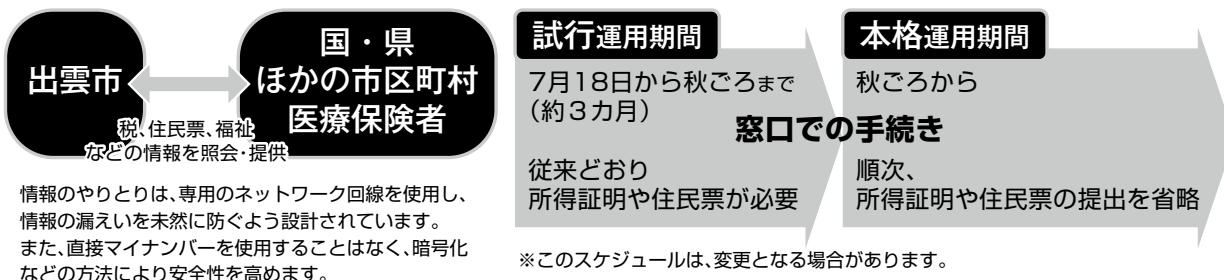 出雲市
国・県
ほかの市区町村
医療保険者
税、住民票、福祉
などの情報を照会・提供
情報のやりとりは、専用のネットワーク回線を使用し、
情報の漏えいを未然に防ぐよう設計されています。
また、直接マイナンバーを使用することはなく、暗号化
などの方法により安全性を高めます。
試行運用期間
7月18日から秋ごろまで
（約3カ月）
本格運用期間
秋ごろから
窓口での手続き
従来どおり
所得証明や住民票が必要
順次、
所得証明や住民票の提出を省略
※このスケジュールは、変更となる場合があります。